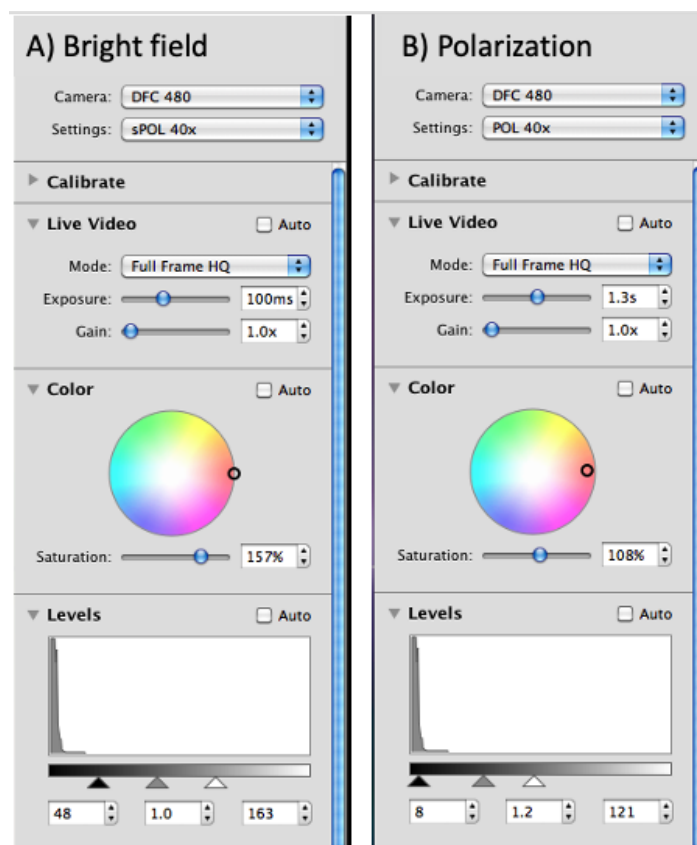 A) Bright field
Camera: DFC 480
Settings: sPOL 40x
Calibrate
Live Video Auto
Mode: Full Frame HQ
Exposure: 100ms
Gain: 1.0x
Color Auto
Saturation: 157%
Levels Auto
48 1.0 163
B) Polarization
Camera: DFC 480
Settings: POL 40x
Calibrate
Live Video Auto
Mode: Full Frame HQ
Exposure: 1.3s
Gain: 1.0x
Color Auto
Saturation: 108%
Levels Auto
8 1.2 121